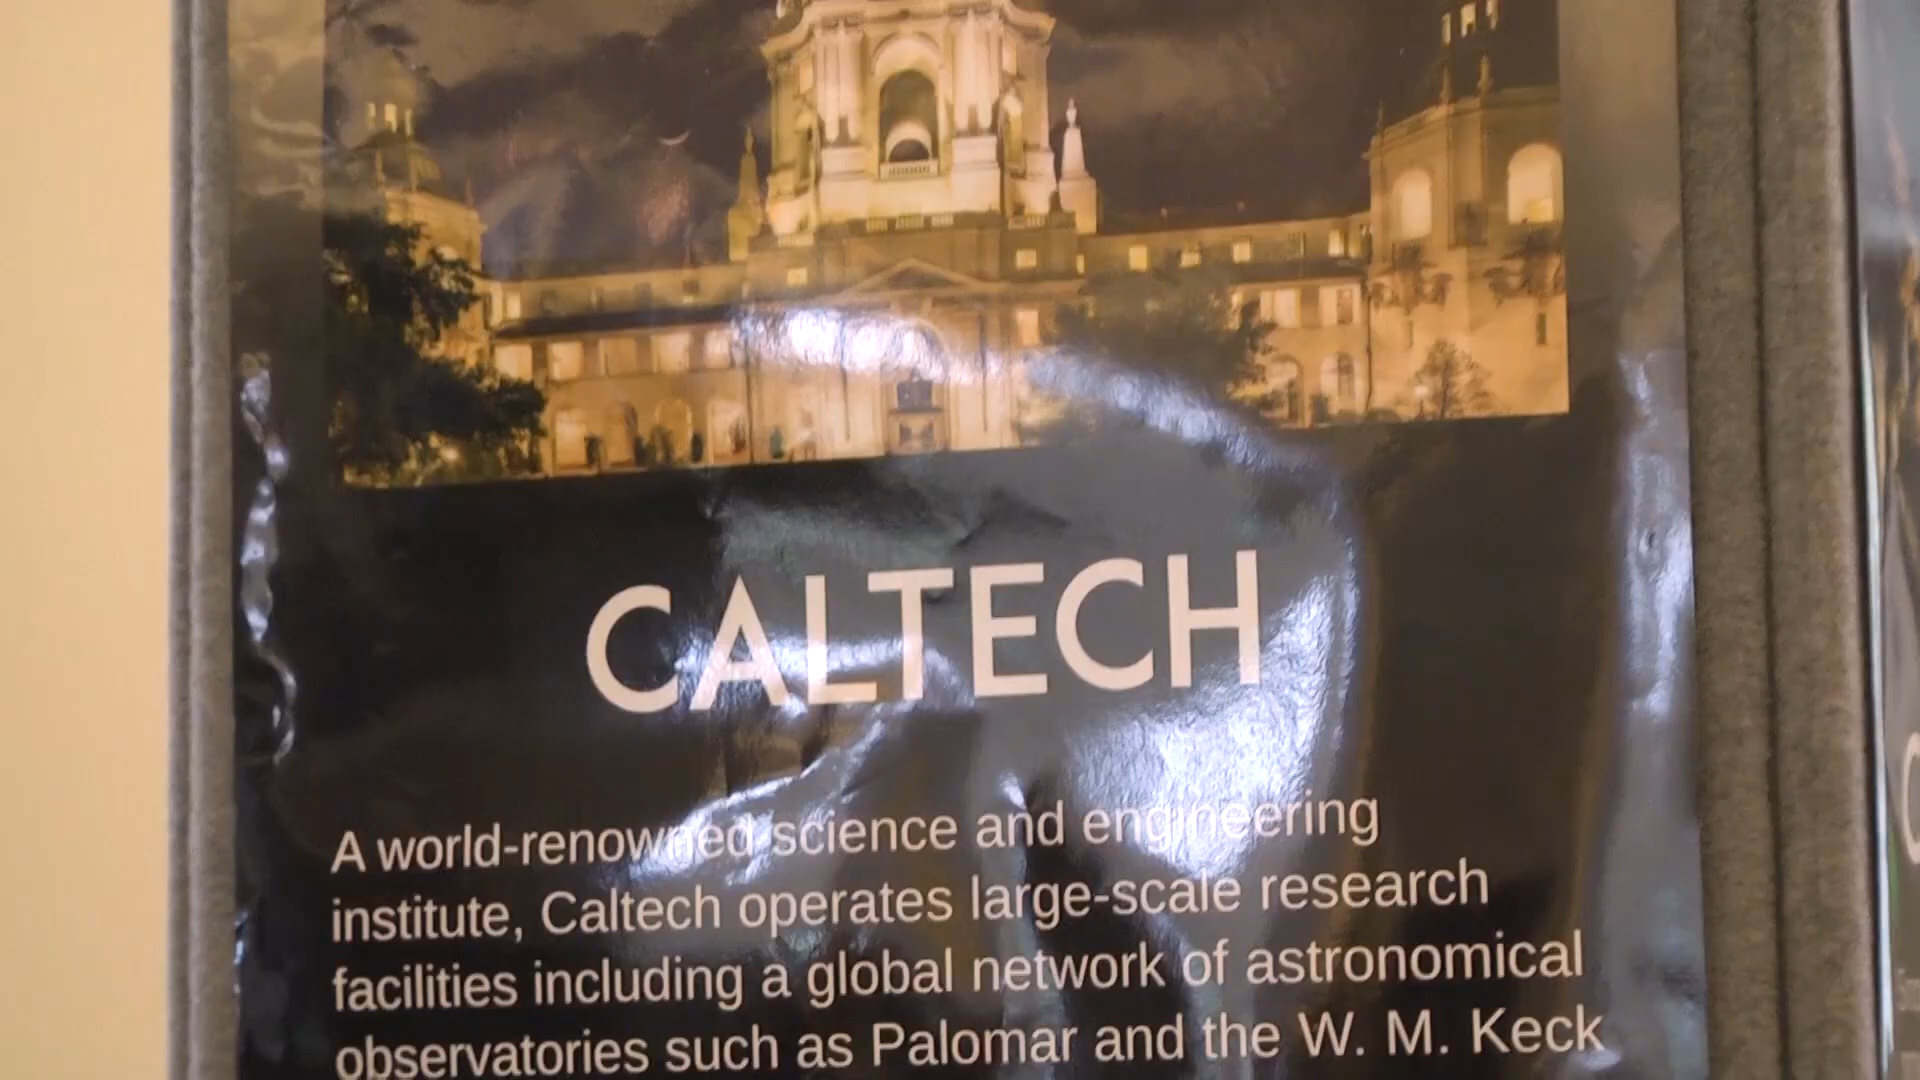 CALTECH
A world-renowned science and engineering
institute, Caltech operates large-scale research
facilities including a global network of astronomical
observatories such as Palomar and the W. M. Keck